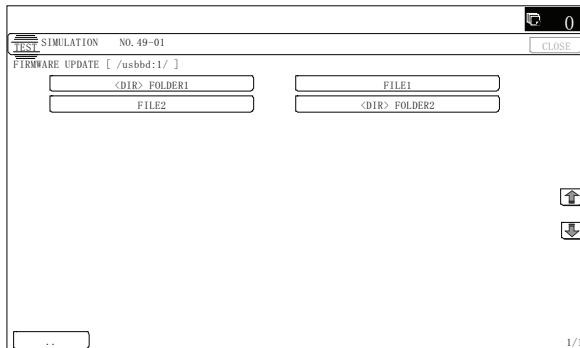 0
TEST SIMULATION NO. 49-01
CLOSE
FIRMWARE UPDATE [ /usbbd:1/ ]
<DIR> FOLDER1 FILE1
FILE2 <DIR> FOLDER2
.. 1/1